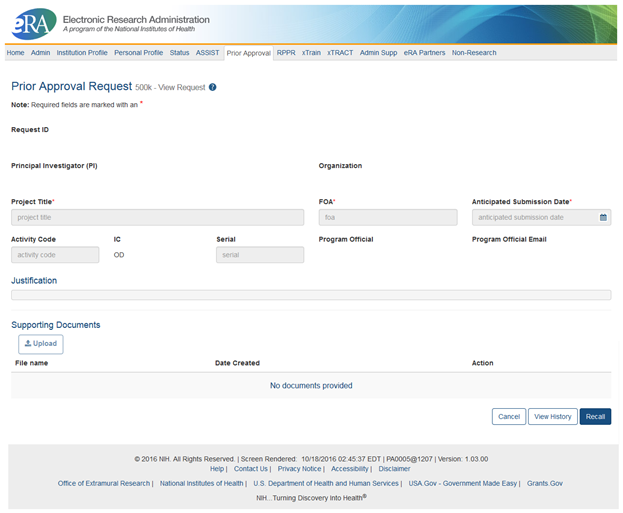 eRA Electronic Research Administration
A program of the National Institutes of Health
Home Admin Institution Profile Personal Profile Status ASSIST Prior Approval RPPR xTrain xTRACT Admin Supp eRA Partners Non-Research
Prior Approval Request 500k - View Request ?
Note: Required fields are marked with an *
Request ID
Principal Investigator (PI) Organization
Project Title* FOA* Anticipated Submission Date*
project title foa anticipated submission date
Activity Code IC Serial Program Official Program Official Email
activity code OD serial
Justification
Supporting Documents
Upload
File name Date Created Action
No documents provided
Cancel View History Recall
© 2016 NIH. All Rights Reserved. | Screen Rendered: 10/18/2016 02:45:37 EDT | PA0005@1207 | Version: 1.03.00
Help | Contact Us | Privacy Notice | Accessibility | Disclaimer
Office of Extramural Research | National Institutes of Health | U.S. Department of Health and Human Services | USA.Gov - Government Made Easy | Grants.Gov
NIH...Turning Discovery Into Health®